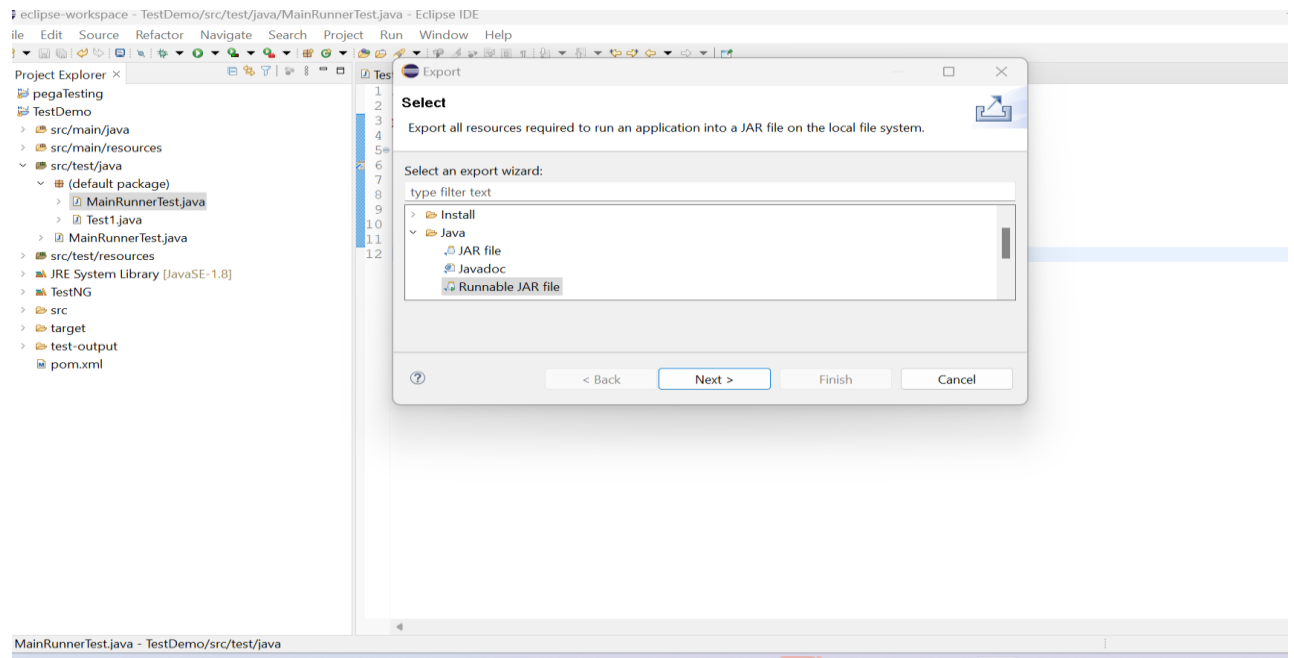 eclipse-workspace - TestDemo/src/test/java/MainRunnerTest.java - Eclipse IDE
ile Edit Source Refactor Navigate Search Project Run Window Help
Project Explorer ×
pegaTesting
TestDemo
src/main/java
src/main/resources
src/test/java
(default package)
MainRunnerTest.java
Test1.java
MainRunnerTest.java
src/test/resources
JRE System Library [JavaSE-1.8]
TestNG
src
target
test-output
pom.xml
Tes
1
2
3
4
5
6
7
8
9
10
11
12
Export
Select
Export all resources required to run an application into a JAR file on the local file system.
Select an export wizard:
type filter text
Install
Java
JAR file
Javadoc
Runnable JAR file
< Back Next > Finish Cancel
MainRunnerTest.java - TestDemo/src/test/java